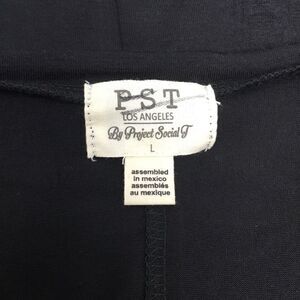 PST
LOS ANGELES
By Project Social T
L
assembled
in mexico
assemblés
au mexique